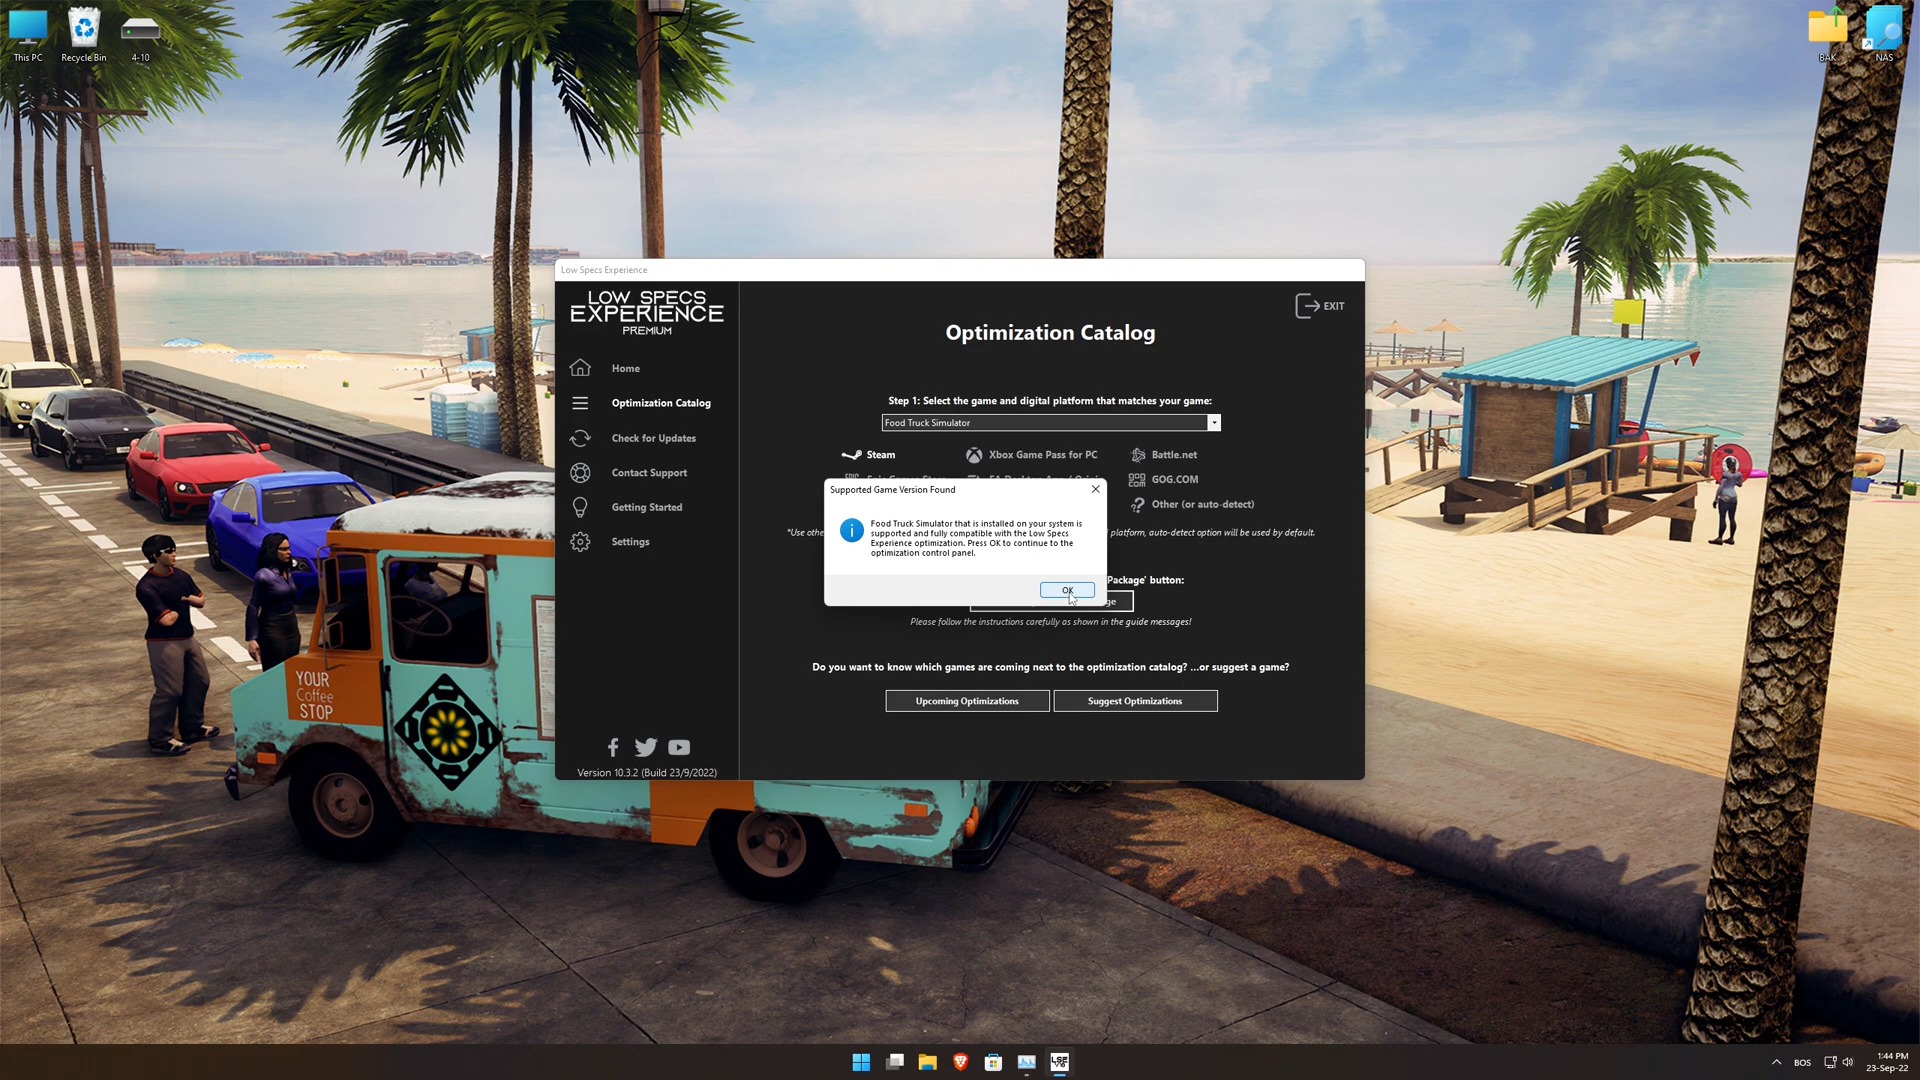 This PC
Recycle Bin
4-10
BAK
NAS
Low Specs Experience
LOW SPECS
EXPERIENCE
PREMIUM
Home
Optimization Catalog
Check for Updates
Contact Support
Getting Started
Settings
Version 10.3.2 (Build 23/9/2022)
EXIT
Optimization Catalog
Step 1: Select the game and digital platform that matches your game:
Food Truck Simulator
Steam
Xbox Game Pass for PC
Battle.net
GOG.COM
Other (or auto-detect)
*Use othe
platform, auto-detect option will be used by default.
Package' button:
ge
Please follow the instructions carefully as shown in the guide messages!
Do you want to know which games are coming next to the optimization catalog? ...or suggest a game?
Upcoming Optimizations
Suggest Optimizations
Supported Game Version Found
Food Truck Simulator that is installed on your system is
supported and fully compatible with the Low Specs
Experience optimization. Press OK to continue to the
optimization control panel.
OK
YOUR
Coffee
STOP
BOS
1:44 PM
23-Sep-22